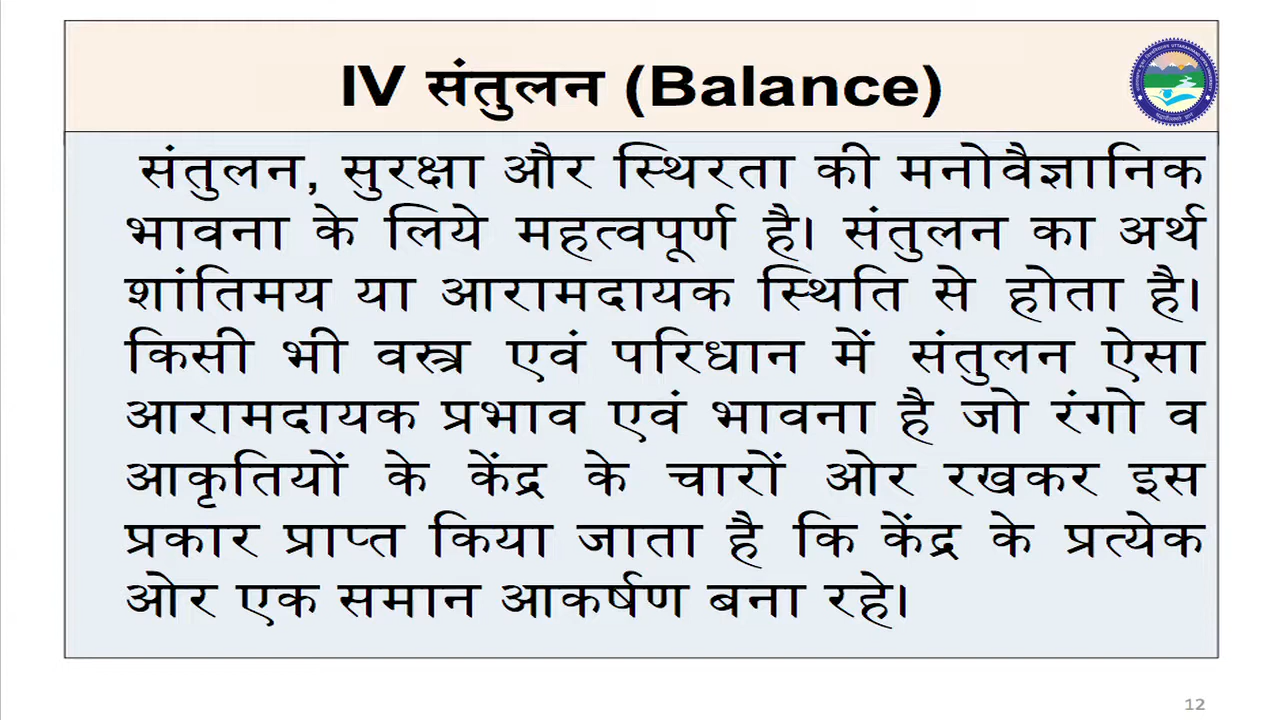 IV संतुलन (Balance)
संतुलन, सुरक्षा और स्थिरता की मनोवैज्ञानिक
भावना के लिये महत्वपूर्ण है। संतुलन का अर्थ
शांतिमय या आरामदायक स्थिति से होता है।
किसी भी वस्त्र एवं परिधान में संतुलन ऐसा
आरामदायक प्रभाव एवं भावना है जो रंगो व
आकृतियों के केंद्र के चारों ओर रखकर इस
प्रकार प्राप्त किया जाता है कि केंद्र के प्रत्येक
ओर एक समान आकर्षण बना रहे।
12